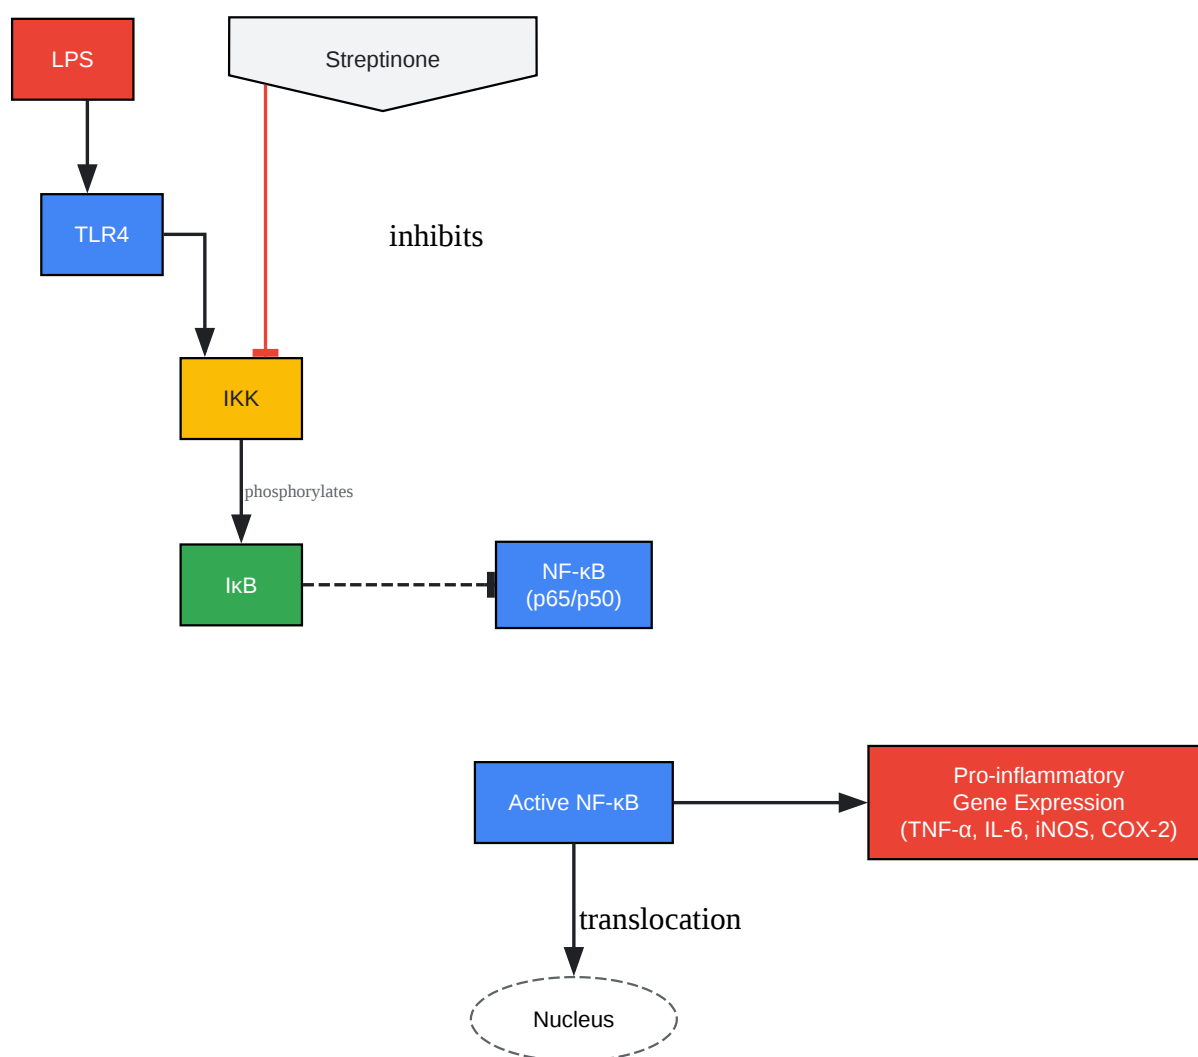 LPS
Streptinone
TLR4
inhibits
IKK
phosphorylates
IκB
NF-κB
(p65/p50)
Active NF-κB
Pro-inflammatory
Gene Expression
(TNF-α, IL-6, iNOS, COX-2)
translocation
Nucleus